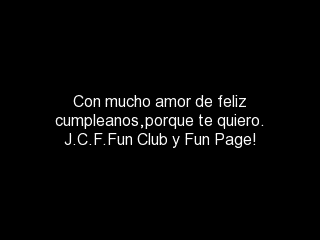 Con mucho amor de feliz
cumpleanos,porque te quiero.
J.C.F.Fun Club y Fun Page!